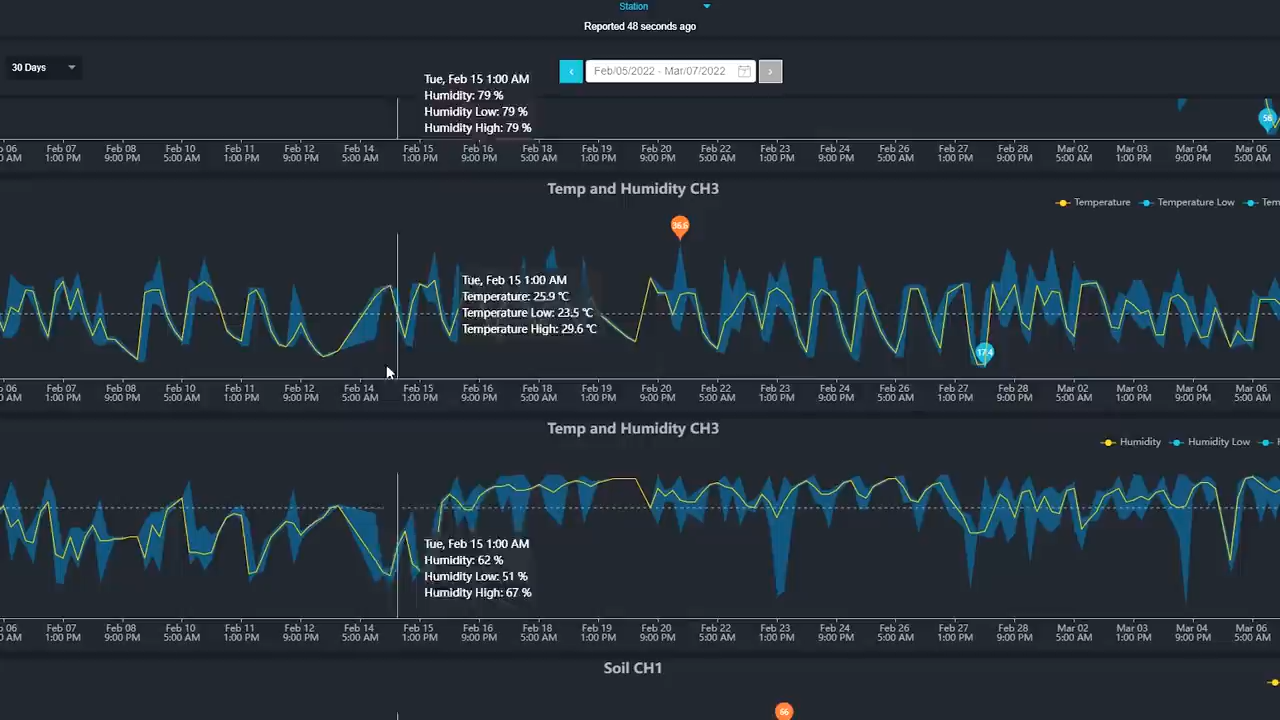 Station
Reported 48 seconds ago
30 Days
Feb/05/2022 - Mar/07/2022
Tue, Feb 15 1:00 AM
Humidity: 79 %
Humidity Low: 79 %
Humidity High: 79 %
56
06 Feb 07 Feb 08 Feb 10 Feb 11 Feb 12 Feb 14 Feb 15 Feb 16 Feb 18 Feb 19 Feb 20 Feb 22 Feb 23 Feb 24 Feb 26 Feb 27 Feb 28 Mar 02 Mar 03 Mar 04 Mar 06
0 AM 1:00 PM 9:00 PM 5:00 AM 1:00 PM 9:00 PM 5:00 AM 1:00 PM 9:00 PM 5:00 AM 1:00 PM 9:00 PM 5:00 AM 1:00 PM 9:00 PM 5:00 AM 1:00 PM 9:00 PM 5:00 AM 1:00 PM 9:00 PM 5:00 AM
Temp and Humidity CH3
Temperature Temperature Low Tem
36.6
Tue, Feb 15 1:00 AM
Temperature: 25.9 ℃
Temperature Low: 23.5 ℃
Temperature High: 29.6 ℃
17.4
06 Feb 07 Feb 08 Feb 10 Feb 11 Feb 12 Feb 14 Feb 15 Feb 16 Feb 18 Feb 19 Feb 20 Feb 22 Feb 23 Feb 24 Feb 26 Feb 27 Feb 28 Mar 02 Mar 03 Mar 04 Mar 06
0 AM 1:00 PM 9:00 PM 5:00 AM 1:00 PM 9:00 PM 5:00 AM 1:00 PM 9:00 PM 5:00 AM 1:00 PM 9:00 PM 5:00 AM 1:00 PM 9:00 PM 5:00 AM 1:00 PM 9:00 PM 5:00 AM 1:00 PM 9:00 PM 5:00 AM
Temp and Humidity CH3
Humidity Humidity Low
Tue, Feb 15 1:00 AM
Humidity: 62 %
Humidity Low: 51 %
Humidity High: 67 %
06 Feb 07 Feb 08 Feb 10 Feb 11 Feb 12 Feb 14 Feb 15 Feb 16 Feb 18 Feb 19 Feb 20 Feb 22 Feb 23 Feb 24 Feb 26 Feb 27 Feb 28 Mar 02 Mar 03 Mar 04 Mar 06
0 AM 1:00 PM 9:00 PM 5:00 AM 1:00 PM 9:00 PM 5:00 AM 1:00 PM 9:00 PM 5:00 AM 1:00 PM 9:00 PM 5:00 AM 1:00 PM 9:00 PM 5:00 AM 1:00 PM 9:00 PM 5:00 AM 1:00 PM 9:00 PM 5:00 AM
Soil CH1
66